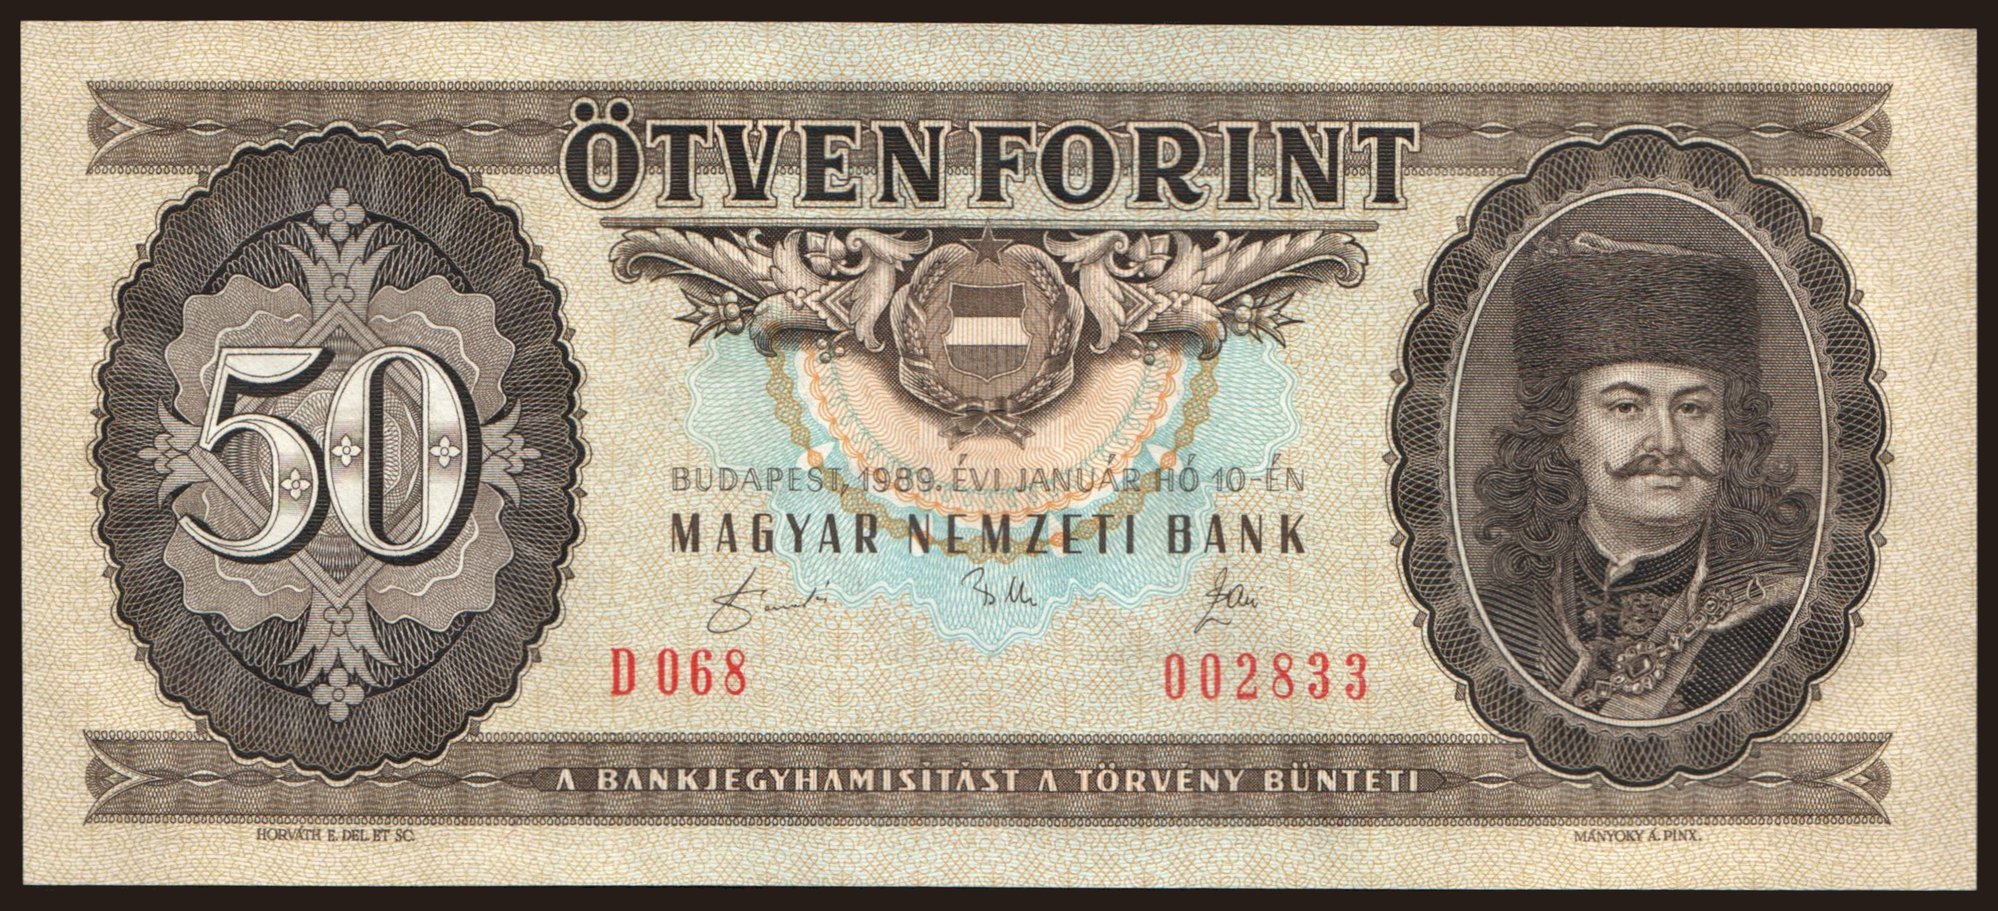 ÖTVEN FORINT
50
BUDAPEST, 1989. ÉVI JANUÁR HÓ 10-ÉN
MAGYAR NEMZETI BANK
D 068 002833
A BANKJEGYHAMISÍTÁST A TÖRVÉNY BÜNTETI
HORVÁTH E. DEL. ET SC. MÁNYOKY Á. PINX.